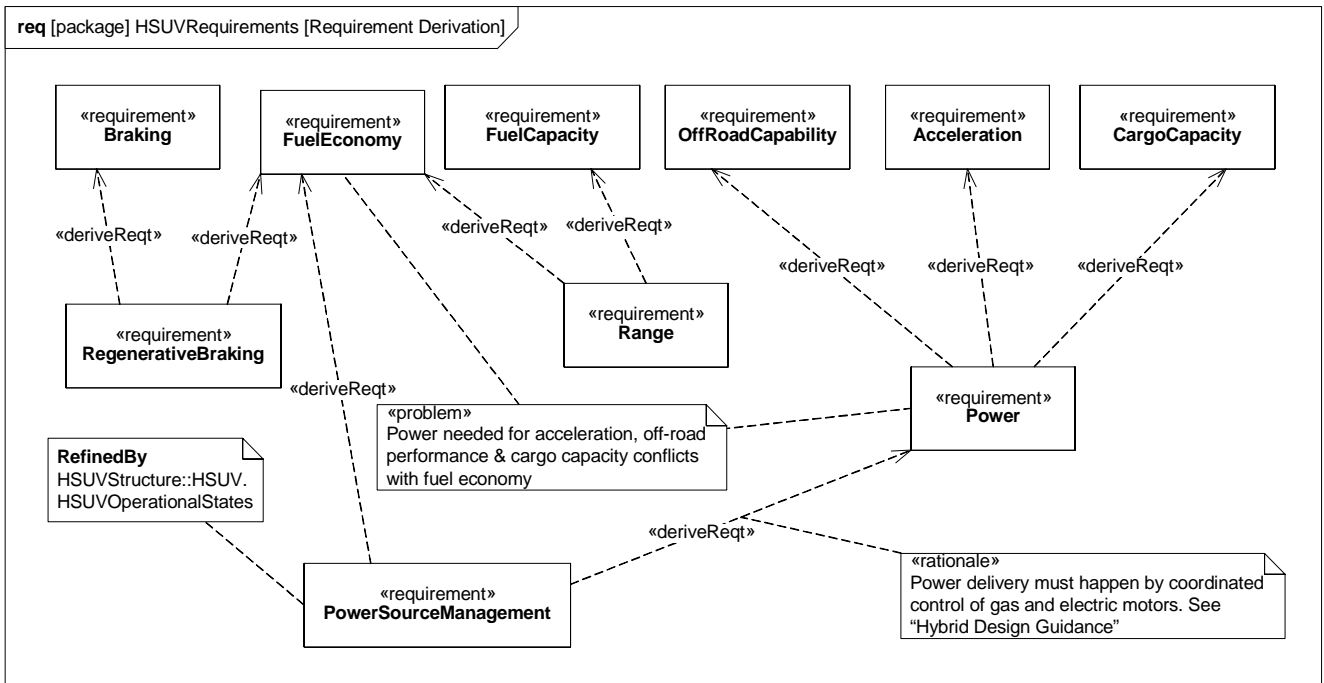 req [package] HSUVRequirements [Requirement Derivation]
«requirement»
Braking
«requirement»
FuelEconomy
«requirement»
FuelCapacity
«requirement»
OffRoadCapability
«requirement»
Acceleration
«requirement»
CargoCapacity
«deriveReqt»
«deriveReqt»
«deriveReqt»
«deriveReqt»
«deriveReqt»
«deriveReqt»
«deriveReqt»
«requirement»
RegenerativeBraking
«requirement»
Range
«deriveReqt»
«requirement»
Power
«problem»
Power needed for acceleration, off-road
performance & cargo capacity conflicts
with fuel economy
RefinedBy
HSUVStructure::HSUV.
HSUVOperationalStates
«deriveReqt»
«rationale»
Power delivery must happen by coordinated
control of gas and electric motors. See
“Hybrid Design Guidance”
«requirement»
PowerSourceManagement